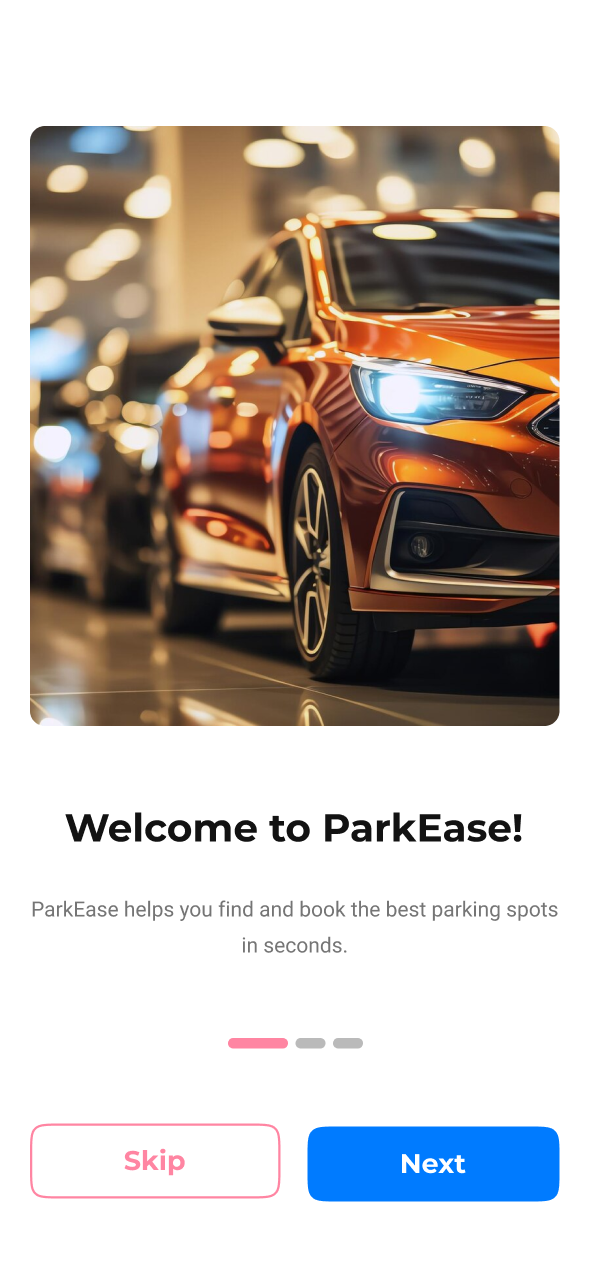 Welcome to ParkEase!
ParkEase helps you find and book the best parking spots
in seconds.
Skip
Next